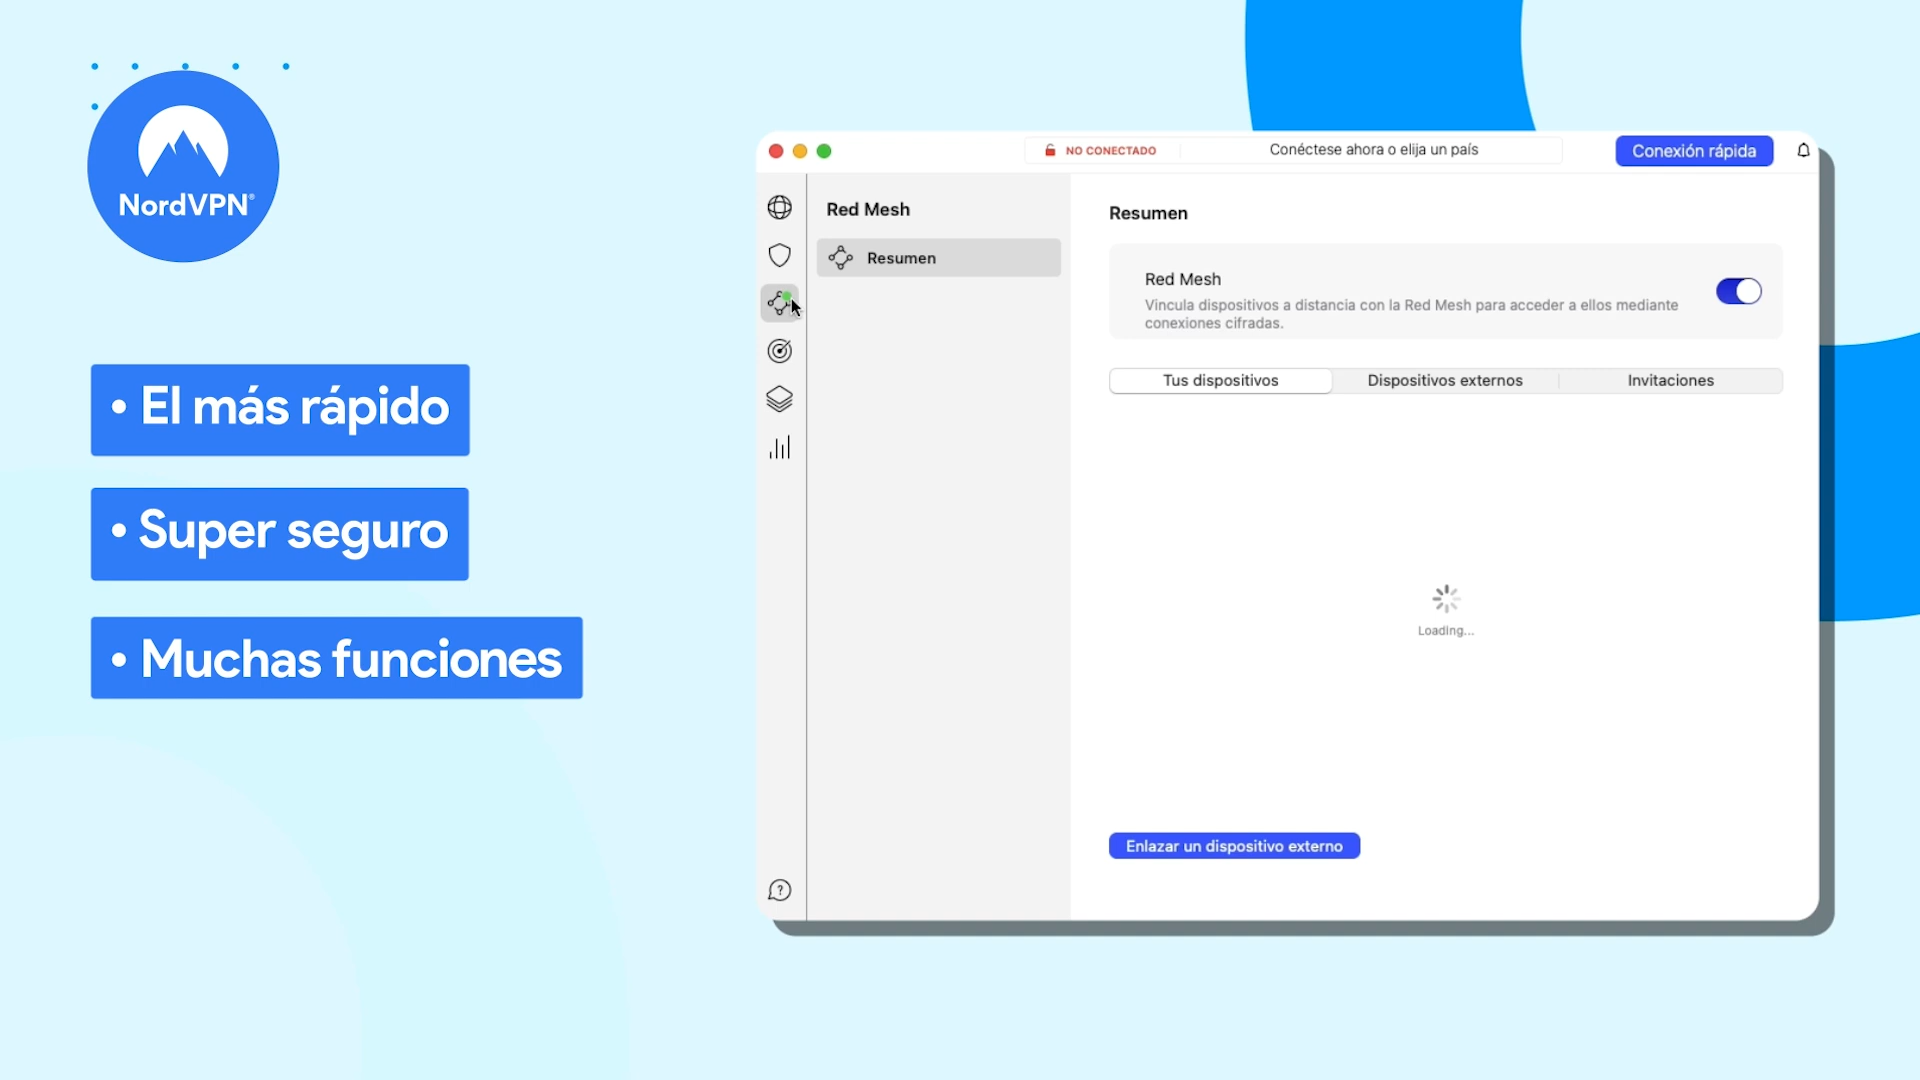 NordVPN®
• El más rápido
• Super seguro
• Muchas funciones
NO CONECTADO
Conéctese ahora o elija un país
Conexión rápida
Red Mesh
Resumen
Resumen
Red Mesh
Vincula dispositivos a distancia con la Red Mesh para acceder a ellos mediante
conexiones cifradas.
Tus dispositivos
Dispositivos externos
Invitaciones
Loading...
Enlazar un dispositivo externo